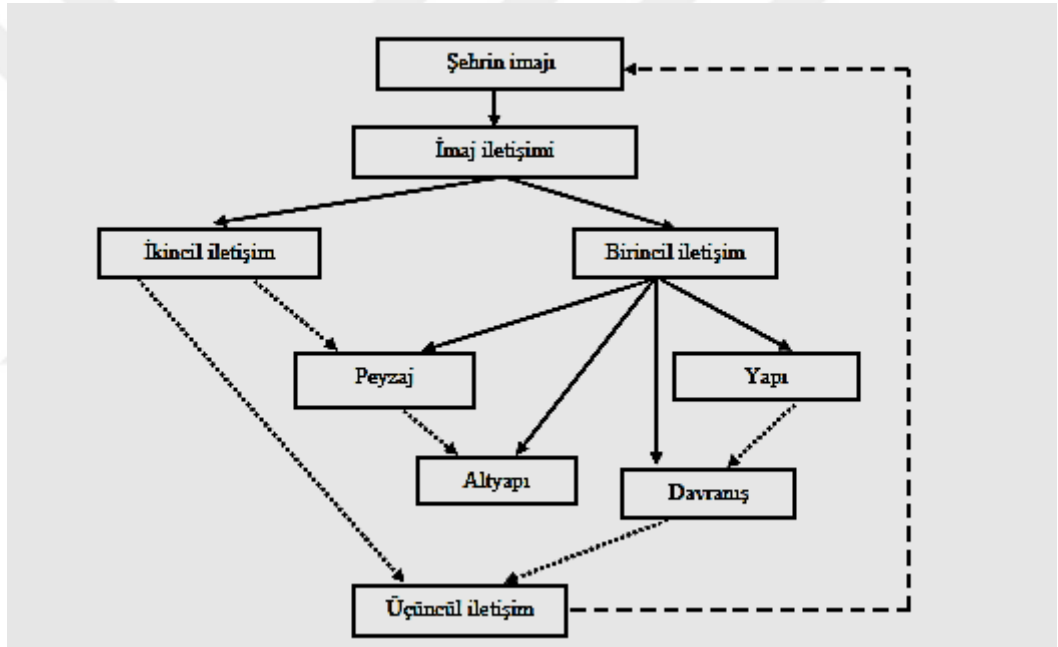 Şehrin imajı
İmaj iletişimi
İkincil iletişim
Birincil iletişim
Peyzaj
Yapı
Altyapı
Davranış
Üçüncül iletişim